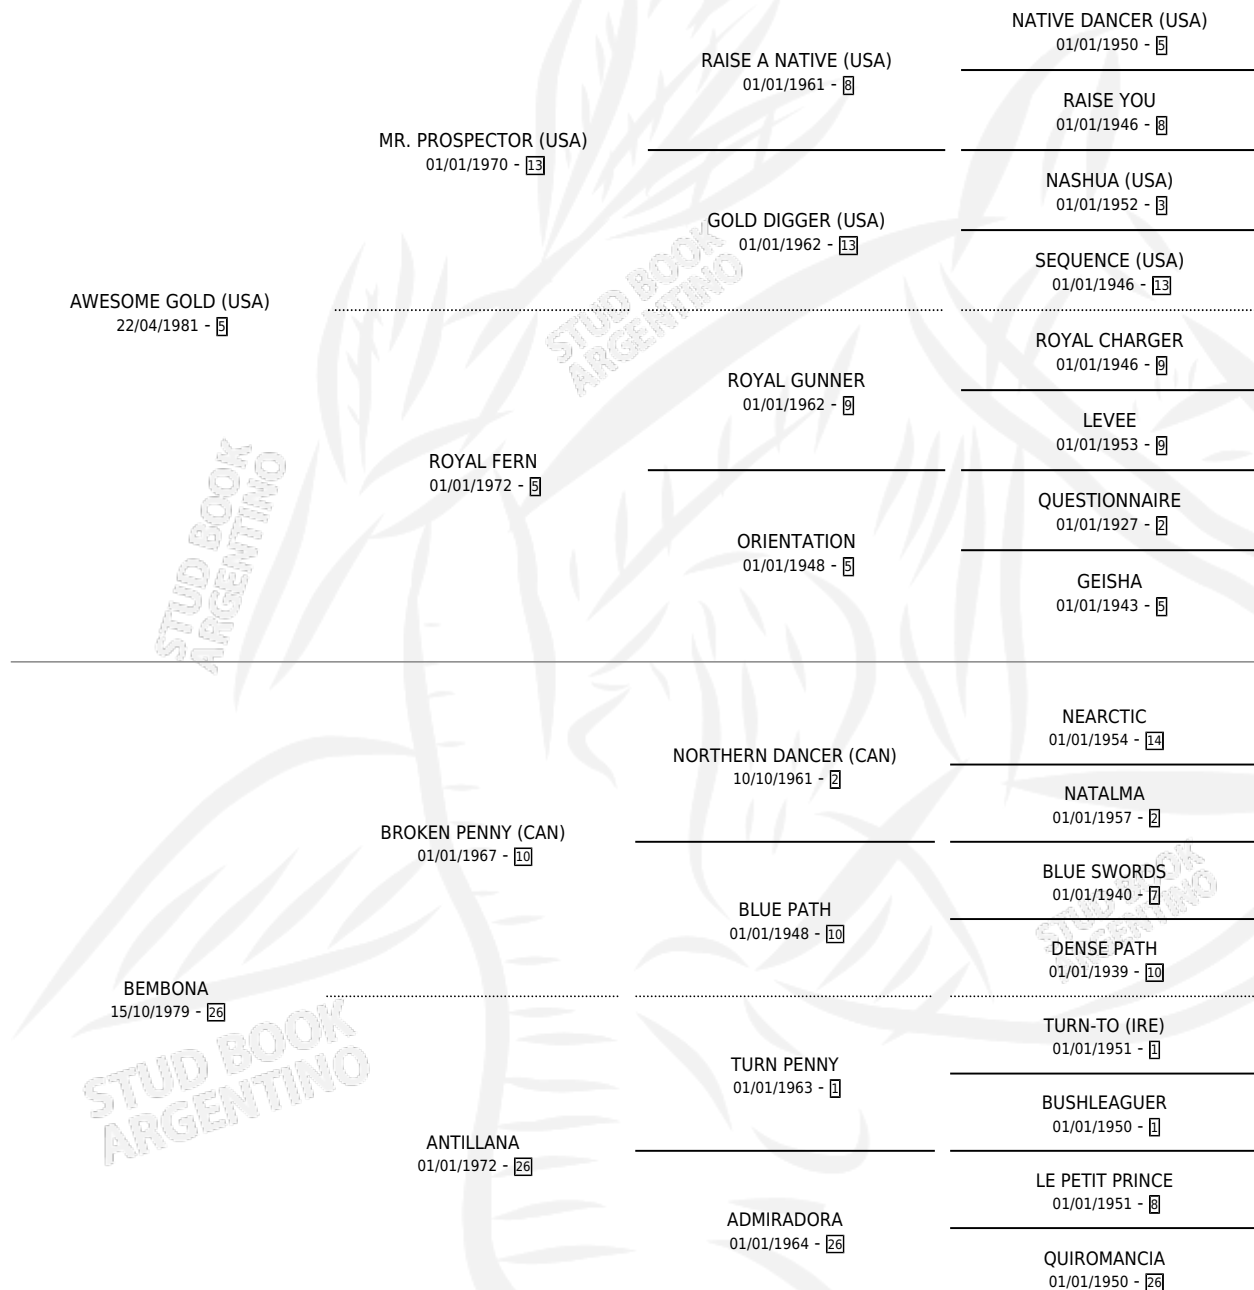 NATIVE DANCER (USA)
01/01/1950 - 5
RAISE A NATIVE (USA)
01/01/1961 - 8
RAISE YOU
01/01/1946 - 8
MR. PROSPECTOR (USA)
01/01/1970 - 13
NASHUA (USA)
01/01/1952 - 3
GOLD DIGGER (USA)
01/01/1962 - 13
SEQUENCE (USA)
01/01/1946 - 13
AWESOME GOLD (USA)
22/04/1981 - 5
ROYAL CHARGER
01/01/1946 - 9
ROYAL GUNNER
01/01/1962 - 9
LEVEE
01/01/1953 - 9
ROYAL FERN
01/01/1972 - 5
QUESTIONNAIRE
01/01/1927 - 2
ORIENTATION
01/01/1948 - 5
GEISHA
01/01/1943 - 5
NEARCTIC
01/01/1954 - 14
NORTHERN DANCER (CAN)
10/10/1961 - 2
NATALMA
01/01/1957 - 2
BROKEN PENNY (CAN)
01/01/1967 - 10
BLUE SWORDS
01/01/1940 - 7
BLUE PATH
01/01/1948 - 10
DENSE PATH
01/01/1939 - 10
BEMBONA
15/10/1979 - 26
TURN-TO (IRE)
01/01/1951 - 1
TURN PENNY
01/01/1963 - 1
BUSHLEAGUER
01/01/1950 - 1
ANTILLANA
01/01/1972 - 26
LE PETIT PRINCE
01/01/1951 - 8
ADMIRADORA
01/01/1964 - 26
QUIROMANCIA
01/01/1950 - 26
STUD BOOK
ARGENTINO
STUD BOOK
ARGENTINO
STUD BOOK
ARGENTINO
STUD BOOK
ARGENTINO